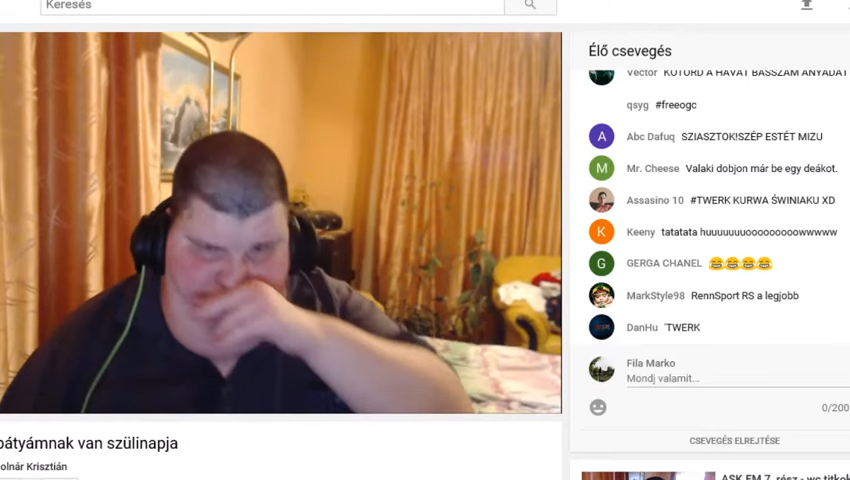 Keresés
Élő csevegés
Vector KOTORD A HAVAT BASSZAM ANYÁDAT
qsyg #freeogc
A Abc Dafuq SZIASZTOK!SZÉP ESTÉT MIZU
M Mr. Cheese Valaki dobjon már be egy deákot.
Assasino 10 #TWERK KURWA ŚWINIAKU XD
K Keeny tatatata huuuuuuuoooooooooowwwww
G GERGA CHANEL 😂😂😂😂
MarkStyle98 RennSport RS a legjobb
DanHu 'TWERK
Fila Marko
Mondj valamit...
0/200
CSEVEGÉS ELREJTÉSE
bátyámnak van szülinapja
olnár Krisztián
ASK.FM 7. rész - wc titkok